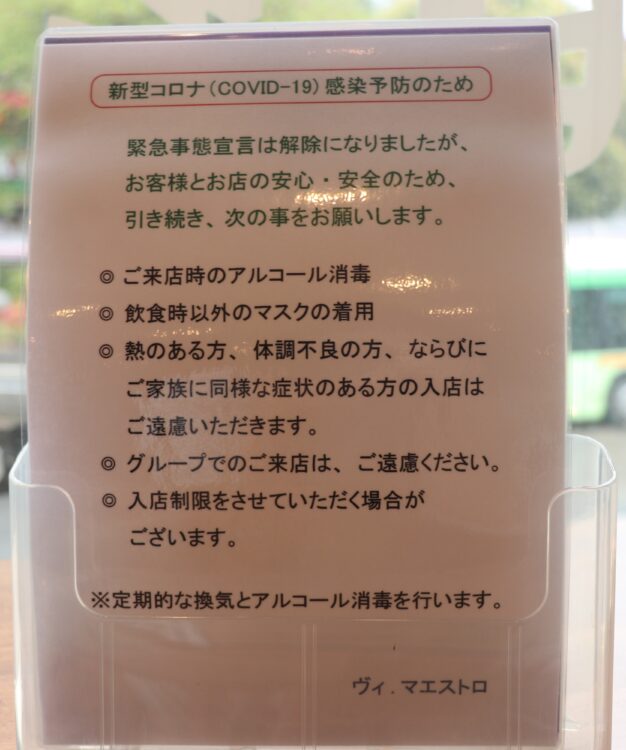 新型コロナ(COVID-19)感染予防のため
緊急事態宣言は解除になりましたが、
お客様とお店の安心・安全のため、
引き続き、次の事をお願いします。
◎ ご来店時のアルコール消毒
◎ 飲食時以外のマスクの着用
◎ 熱のある方、体調不良の方、ならびに
ご家族に同様な症状のある方の入店は
ご遠慮いただきます。
◎ グループでのご来店は、ご遠慮ください。
◎ 入店制限をさせていただく場合が
ございます。
※定期的な換気とアルコール消毒を行います。
ヴィ.マエストロ